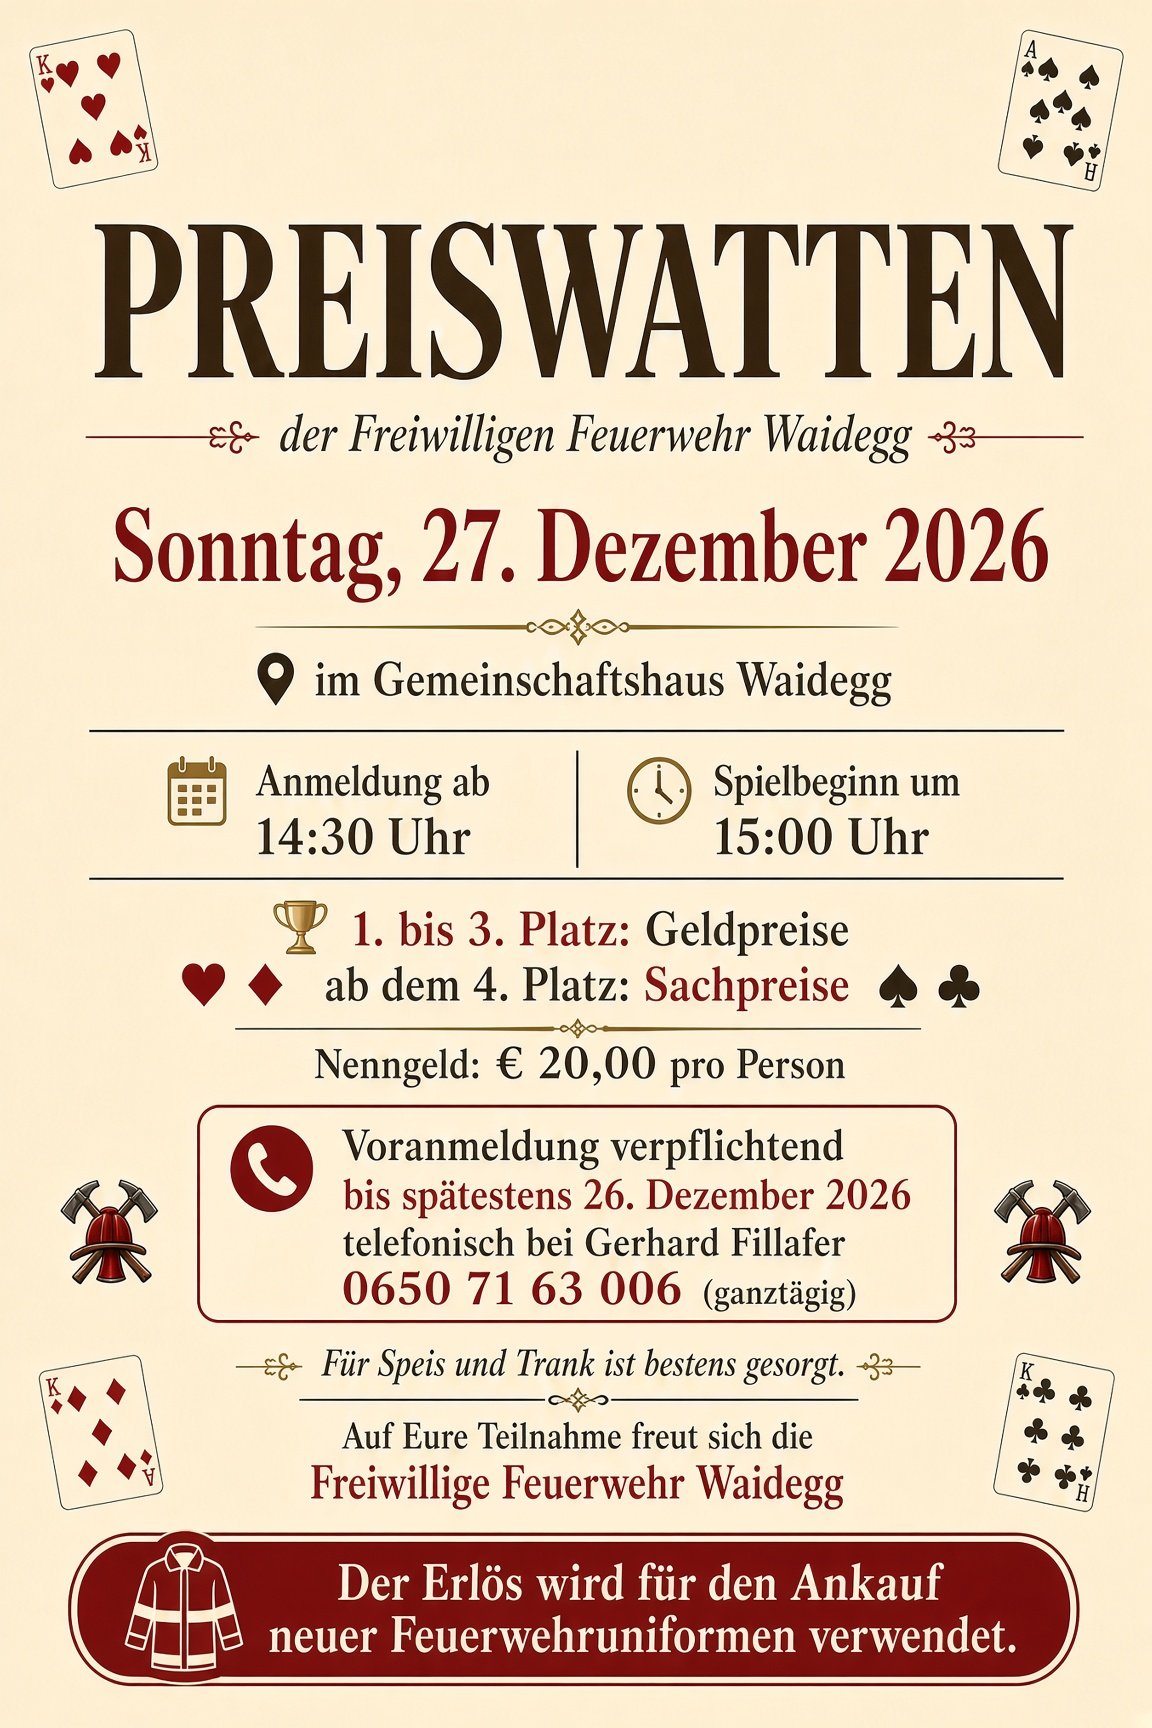 K
K
A
A
PREISWATTEN
der Freiwilligen Feuerwehr Waidegg
Sonntag, 27. Dezember 2026
im Gemeinschaftshaus Waidegg
Anmeldung ab
14:30 Uhr
Spielbeginn um
15:00 Uhr
1. bis 3. Platz: Geldpreise
ab dem 4. Platz: Sachpreise
Nenngeld: € 20,00 pro Person
Voranmeldung verpflichtend
bis spätestens 26. Dezember 2026
telefonisch bei Gerhard Fillafer
0650 71 63 006 (ganztägig)
Für Speis und Trank ist bestens gesorgt.
K
A
K
H
Auf Eure Teilnahme freut sich die
Freiwillige Feuerwehr Waidegg
Der Erlös wird für den Ankauf
neuer Feuerwehruniformen verwendet.